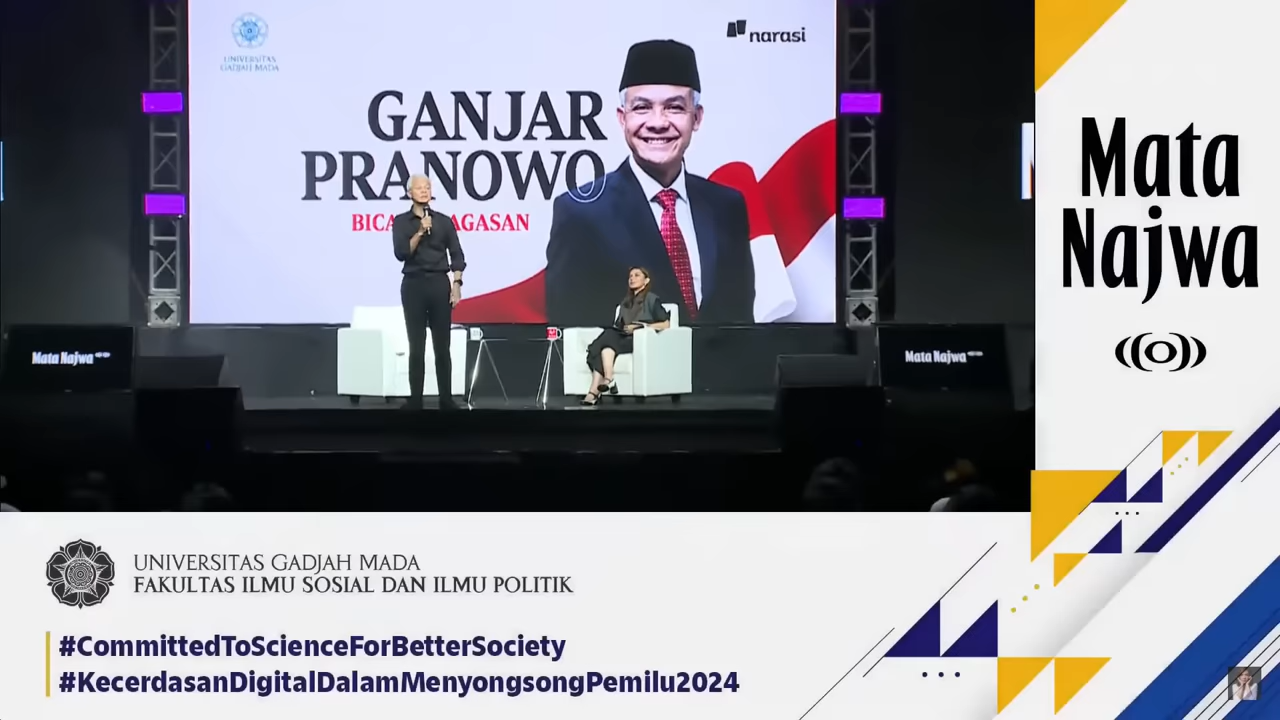 UNIVERSITAS
GADJAH MADA
narasi
GANJAR
PRANOWO
BICA AGASAN
Mata Najwa
Mata Najwa
Mata
Najwa
UNIVERSITAS GADJAH MADA
FAKULTAS ILMU SOSIAL DAN ILMU POLITIK
#CommittedToScienceForBetterSociety
#KecerdasanDigitalDalamMenyongsongPemilu2024